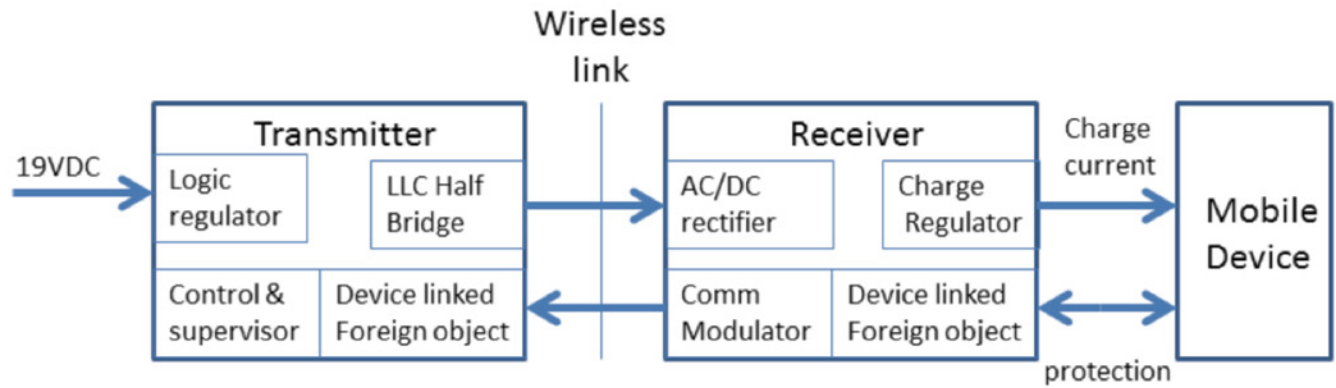 Wireless
link
Transmitter
Receiver
Charge
current
19VDC
Logic
regulator
LLC Half
Bridge
AC/DC
rectifier
Charge
Regulator
Mobile
Device
Control &
supervisor
Device linked
Foreign object
Comm
Modulator
Device linked
Foreign object
protection